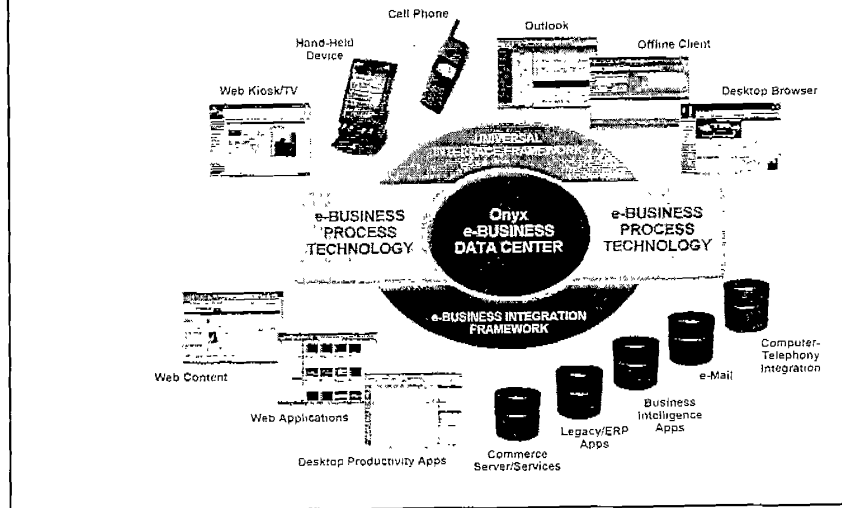 Cell Phone
Outlook
Hand-Held
Device
Offline Client
Web Kiosk/TV
Desktop Browser
UNIVERSAL
INTERFACE FRAMEWORK
e-BUSINESS
PROCESS
TECHNOLOGY
Onyx
e-BUSINESS
DATA CENTER
e-BUSINESS
PROCESS
TECHNOLOGY
e-BUSINESS INTEGRATION
FRAMEWORK
Web Content
Web Applications
Desktop Productivity Apps
Commerce
Server/Services
Legacy/ERP
Apps
Business
Intelligence
Apps
e-Mail
Computer-
Telephony
Integration